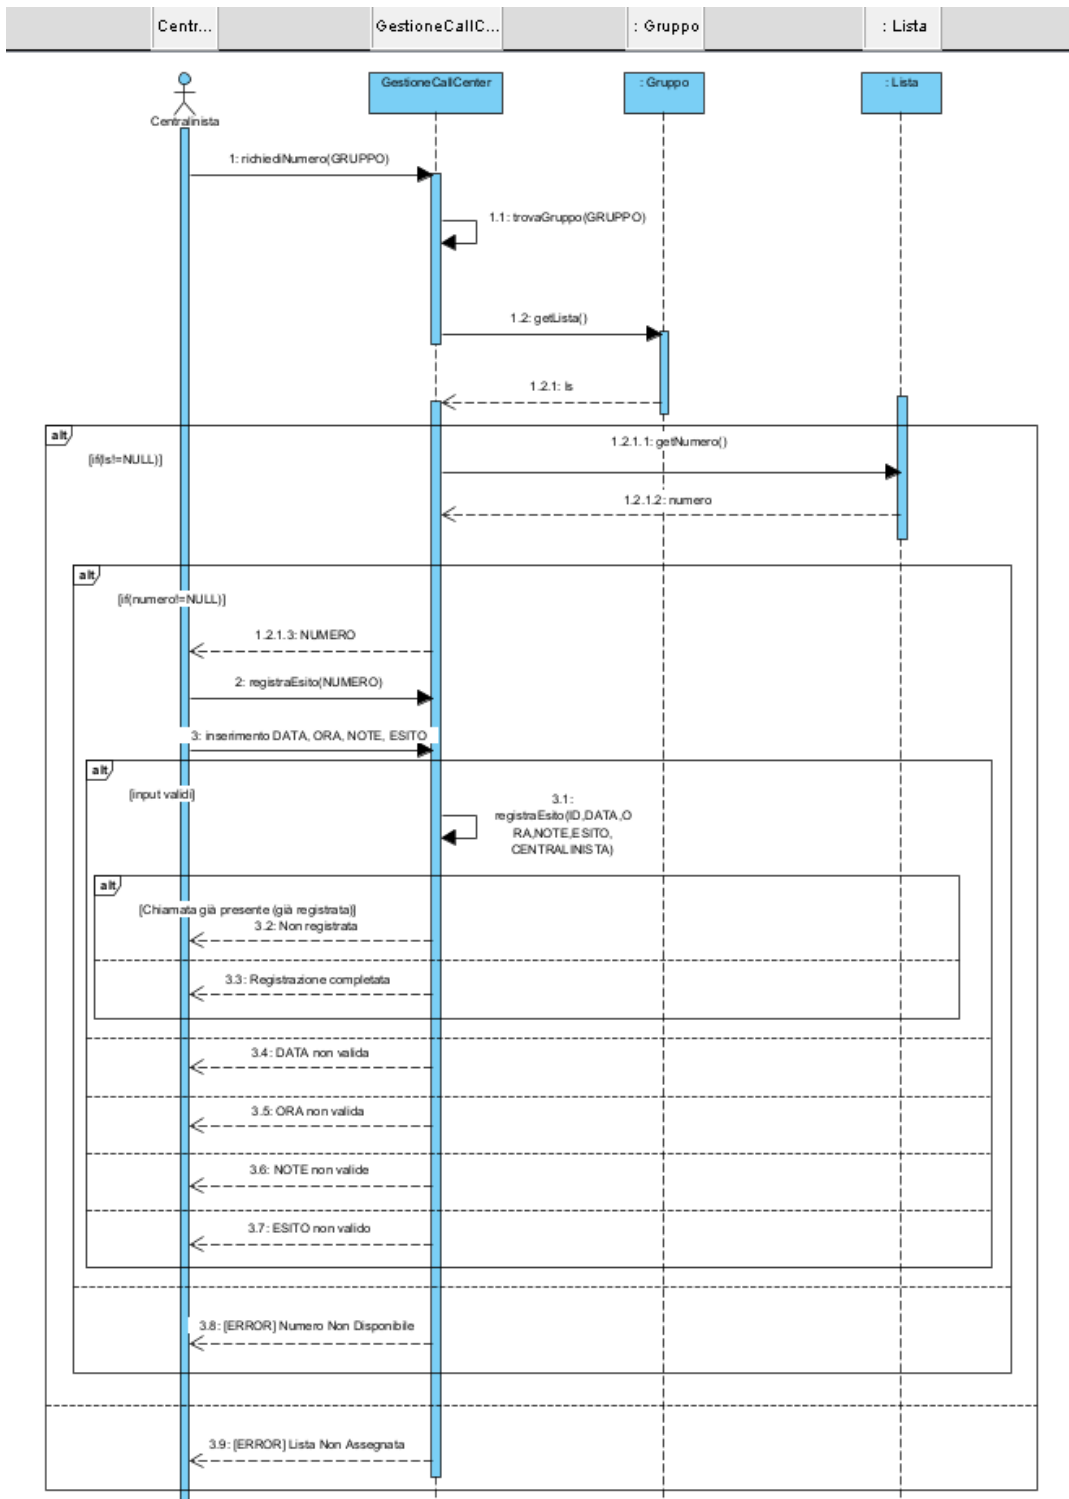 Centr...
GestioneCallC...
: Gruppo
: Lista
GestioneCallCenter
: Gruppo
: Lista
Centralinista
1: richiediNumero(GRUPPO)
1.1: trovaGruppo(GRUPPO)
1.2: getLista()
1.2.1: ls
alt
[if(ls!=NULL)]
1.2.1.1: getNumero()
1.2.1.2: numero
alt
[if(numero!=NULL)]
1.2.1.3: NUMERO
2: registraEsito(NUMERO)
3: inserimento DATA, ORA, NOTE, ESITO
alt
[input validi]
3.1:
registraEsito(ID,DATA,O
RA,NOTE,ESITO,
CENTRALINISTA)
alt
[Chiamata già presente (già registrata)]
3.2: Non registrata
3.3: Registrazione completata
3.4: DATA non valida
3.5: ORA non valida
3.6: NOTE non valide
3.7: ESITO non valido
3.8: [ERROR] Numero Non Disponibile
3.9: [ERROR] Lista Non Assegnata